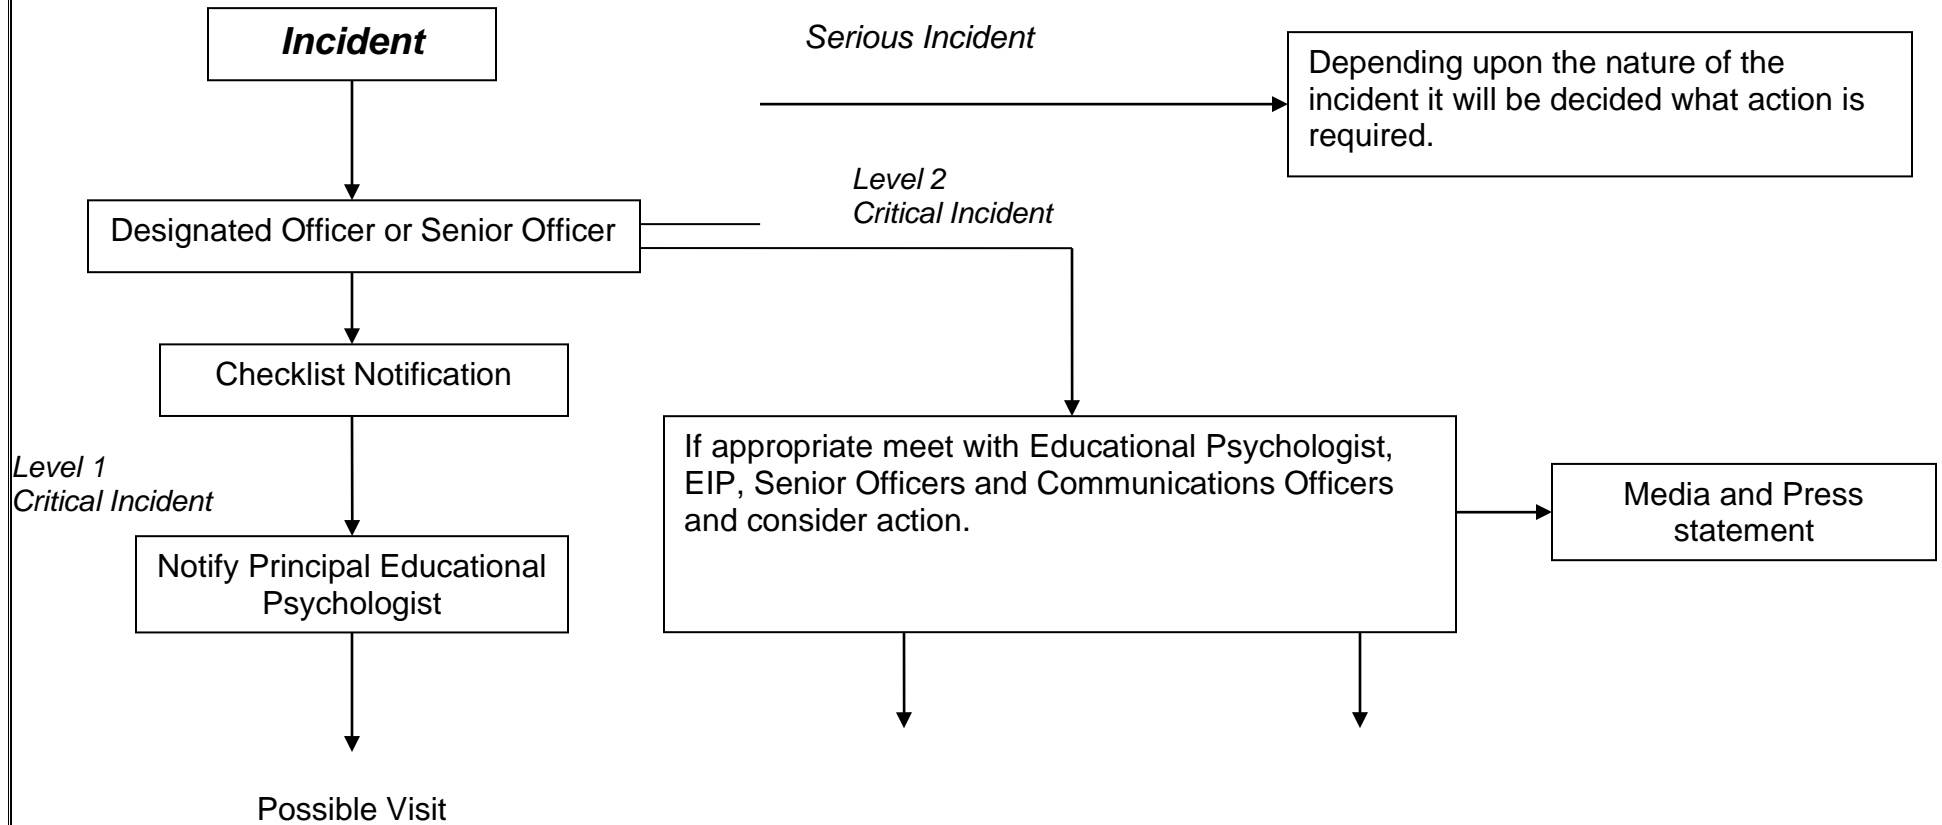 Incident
Serious Incident
Depending upon the nature of the
incident it will be decided what action is
required.
Level 2
Critical Incident
Designated Officer or Senior Officer
Checklist Notification
If appropriate meet with Educational Psychologist,
EIP, Senior Officers and Communications Officers
and consider action.
Level 1
Critical Incident
Media and Press
statement
Notify Principal Educational
Psychologist
Possible Visit